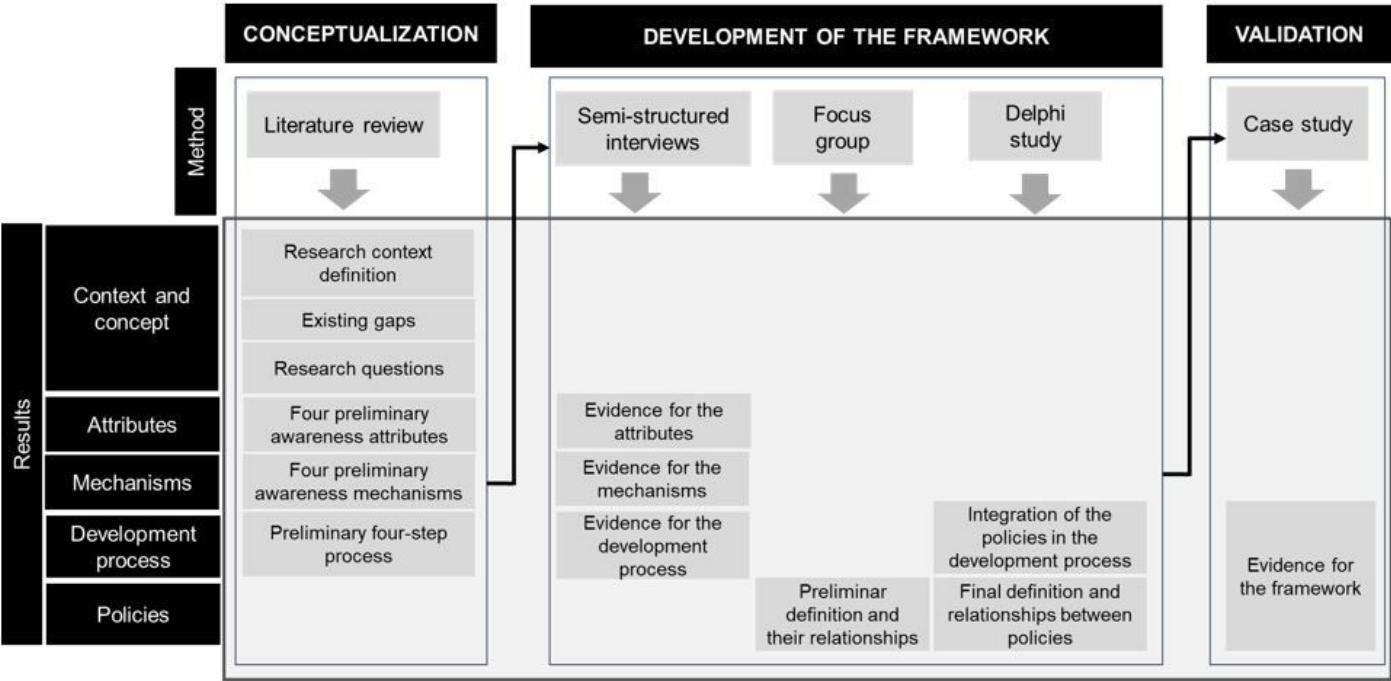 CONCEPTUALIZATION
DEVELOPMENT OF THE FRAMEWORK
VALIDATION
Method
Literature review
Semi-structured
interviews
Focus
group
Delphi
study
Case study
Results
Context and
concept
Research context
definition
Existing gaps
Research questions
Attributes
Four preliminary
awareness attributes
Evidence for the
attributes
Mechanisms
Four preliminary
awareness mechanisms
Evidence for the
mechanisms
Development
process
Preliminary four-step
process
Evidence for the
development
process
Integration of the
policies in the
development process
Policies
Preliminar
definition and
their relationships
Final definition and
relationships between
policies
Evidence for
the framework